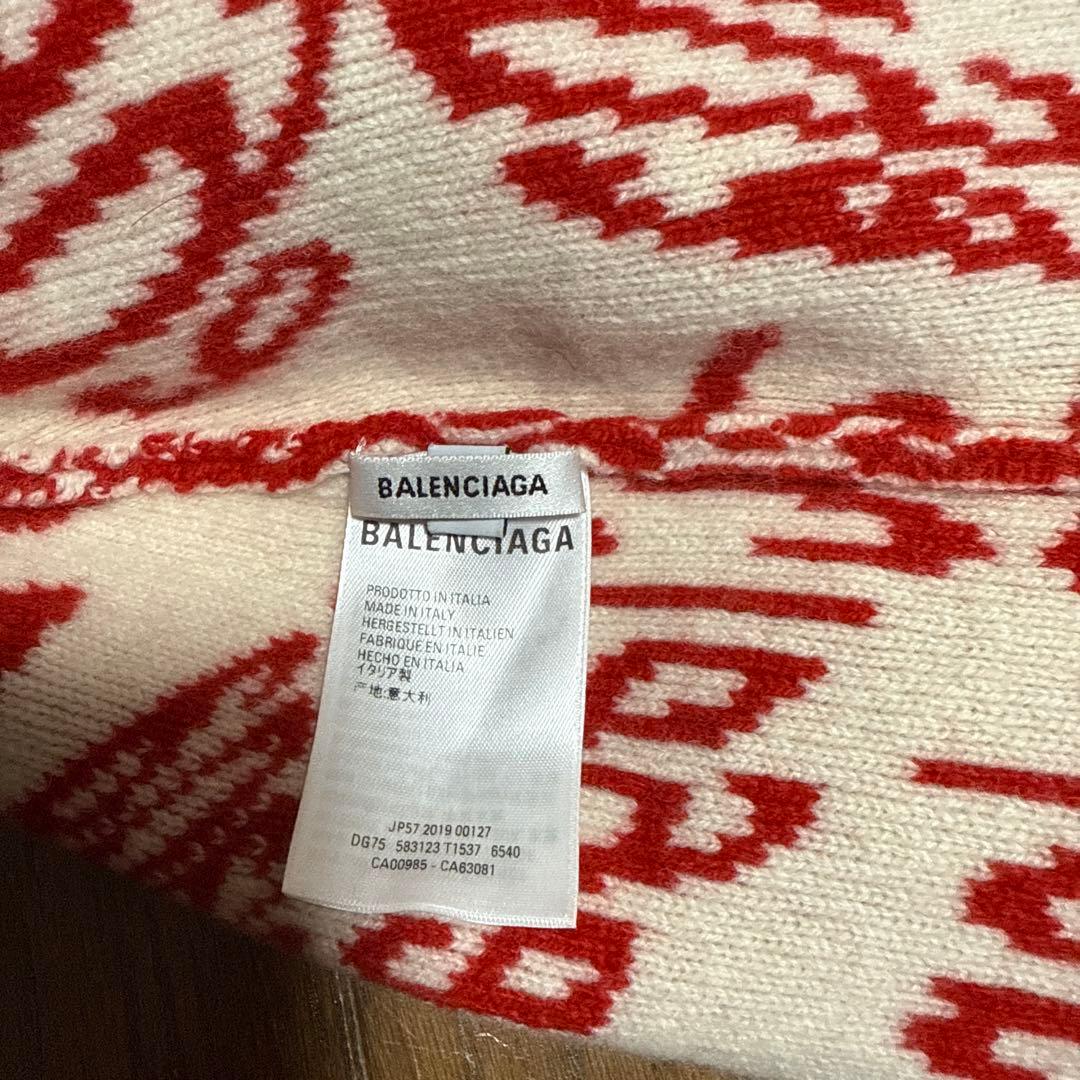 BALENCIAGA
BALENCIAGA
PRODOTTO IN ITALIA
MADE IN ITALY
HERGESTELLT IN ITALIEN
FABRIQUE EN ITALIE
HECHO EN ITALIA
イタリア製
产地:意大利
JP57 2019 00127
DG75 583123 T1537 6540
CA00985 - CA63081